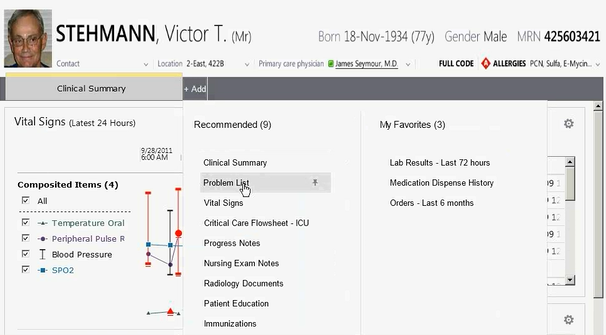 STEHMANN, Victor T. (Mr)
Born 18-Nov-1934 (77y) Gender Male MRN 425603421
Contact Location 2-East, 422B Primary care physician James Seymour, M.D FULL CODE ALLERGIES PCN, Sulfa, E-Mycin...
Clinical Summary + Add
Vital Signs (Latest 24 Hours)
9/28/2011
6:00 AM
Composited Items (4)
All
Temperature Oral
Peripheral Pulse R
Blood Pressure
SPO2
Recommended (9)
Clinical Summary
Problem List
Vital Signs
Critical Care Flowsheet - ICU
Progress Notes
Nursing Exam Notes
Radiology Documents
Patient Education
Immunizations
My Favorites (3)
Lab Results - Last 72 hours
Medication Dispense History
Orders - Last 6 months